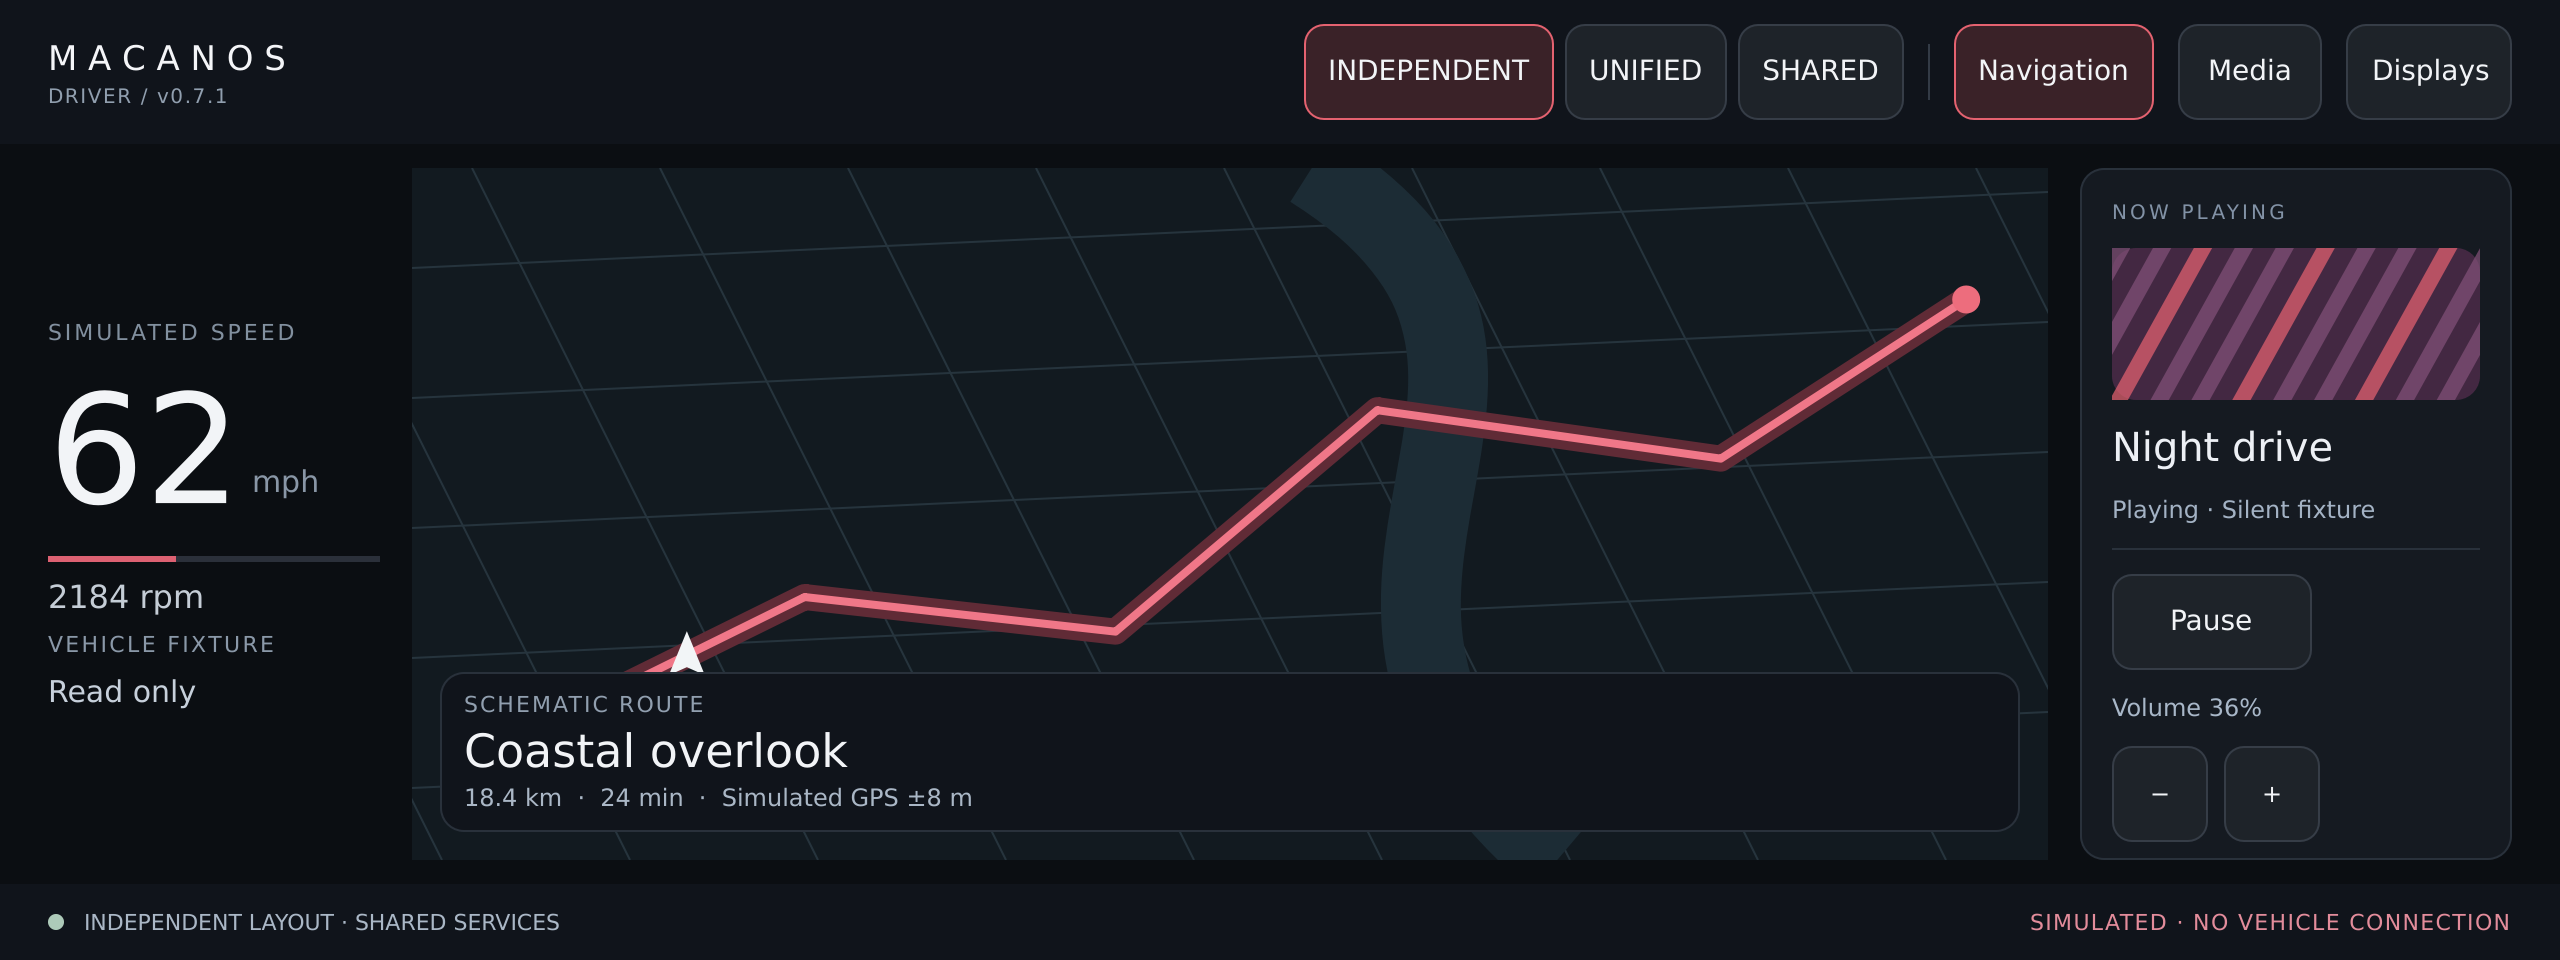 MACANOS
DRIVER / v0.7.1
INDEPENDENT
UNIFIED
SHARED
Navigation
Media
Displays
SIMULATED SPEED
62 mph
2184 rpm
VEHICLE FIXTURE
Read only
SCHEMATIC ROUTE
Coastal overlook
18.4 km · 24 min · Simulated GPS ±8 m
NOW PLAYING
Night drive
Playing · Silent fixture
Pause
Volume 36%
− +
INDEPENDENT LAYOUT · SHARED SERVICES
SIMULATED · NO VEHICLE CONNECTION